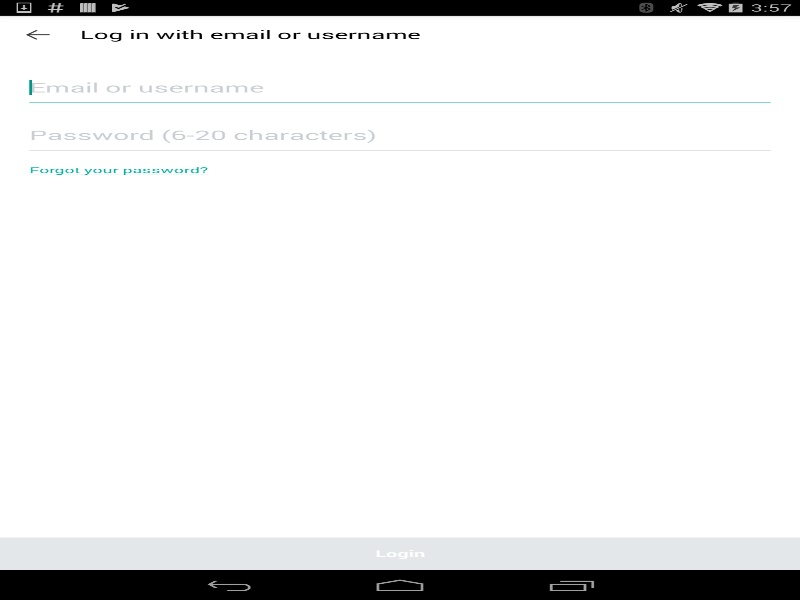 3:57
Log in with email or username
Email or username
Password (6-20 characters)
Forgot your password?
Login